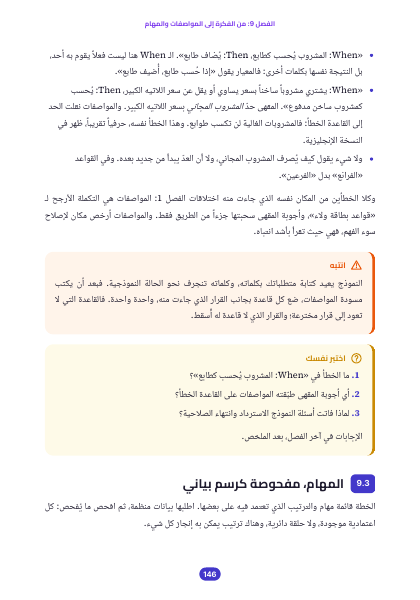 الفصل 9: من الفكرة إلى المواصفات والمهام
• «When: المشروب يُحسب كطابع، Then: يُضاف طابع». الـ When هنا ليست فعلاً يقوم به أحد،
بل النتيجة نفسها بكلمات أخرى: فالمعيار يقول «إذا حُسب طابع، أُضيف طابع».
• «When: يشتري مشروباً ساخناً بسعر يساوي أو يقل عن سعر اللاتيه الكبير، Then: يُحسب
كمشروب ساخن مدفوع». المقهى حدّ المشروب المجاني بسعر اللاتيه الكبير. والمواصفات نقلت الحد
إلى القاعدة الخطأ: فالمشروبات الغالية لن تكسب طوابع. وهذا الخطأ نفسه، حرفياً تقريباً، ظهر في
النسخة الإنجليزية.
• ولا شيء يقول كيف يُصرف المشروب المجاني، ولا أن العدّ يبدأ من جديد بعده. وفي القواعد
«الفرائع» بدل «الفرعين».
وكلا الخطأين من المكان نفسه الذي جاءت منه اختلاقات الفصل 1: المواصفات هي التكملة الأرجح لـ
«قواعد بطاقة ولاء»، وأجوبة المقهى سحبتها جزءاً من الطريق فقط. والمواصفات أرخص مكان لإصلاح
سوء الفهم، فهي حيث تقرأ بأشد انتباه.
انتبه
النموذج يعيد كتابة متطلباتك بكلماته، وكلماته تنجرف نحو الحالة النموذجية. فبعد أن يكتب
مسودة المواصفات، ضع كل قاعدة بجانب القرار الذي جاءت منه، واحدة واحدة. فالقاعدة التي لا
تعود إلى قرار مخترعة؛ والقرار الذي لا قاعدة له أُسقط.
اختبر نفسك
1. ما الخطأ في «When: المشروب يُحسب كطابع»؟
2. أي أجوبة المقهى طبّقته المواصفات على القاعدة الخطأ؟
3. لماذا فاتت أسئلة النموذج الاسترداد وانتهاء الصلاحية؟
الإجابات في آخر الفصل، بعد الملخص.
9.3 المهام، مفحوصة كرسم بياني
الخطة قائمة مهام والترتيب الذي تعتمد فيه على بعضها. اطلبها بيانات منظمة، ثم افحص ما يُفحص: كل
اعتمادية موجودة، ولا حلقة دائرية، وهناك ترتيب يمكن به إنجاز كل شيء.
146